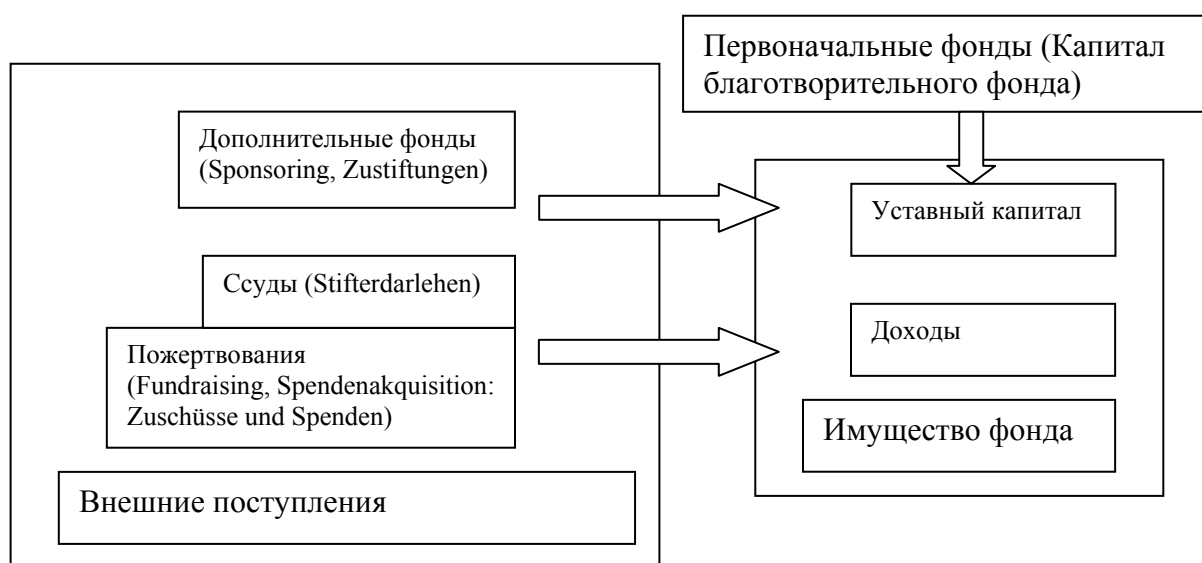 Первоначальные фонды (Капитал
благотворительного фонда)
Дополнительные фонды
(Sponsoring, Zustiftungen)
Уставный капитал
Ссуды (Stifterdarlehen)
Доходы
Пожертвования
(Fundraising, Spendenakquisition:
Zuschüsse und Spenden)
Имущество фонда
Внешние поступления